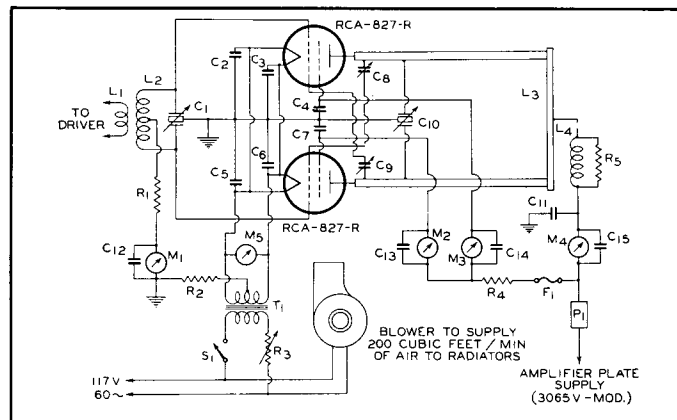 RCA-827-R
C2
C3
C8
L1
L2
C1
TO
DRIVER
C4
C7
C10
L3
L4
R5
C5
C6
C9
R1
RCA-827-R
C11
C12
M1
M5
M2
C13
M3
C14
M4
C15
R2
R4
F1
T1
P1
S1
R3
BLOWER TO SUPPLY
200 CUBIC FEET / MIN
OF AIR TO RADIATORS
117V
60~
AMPLIFIER PLATE
SUPPLY
(3065V-MOD.)